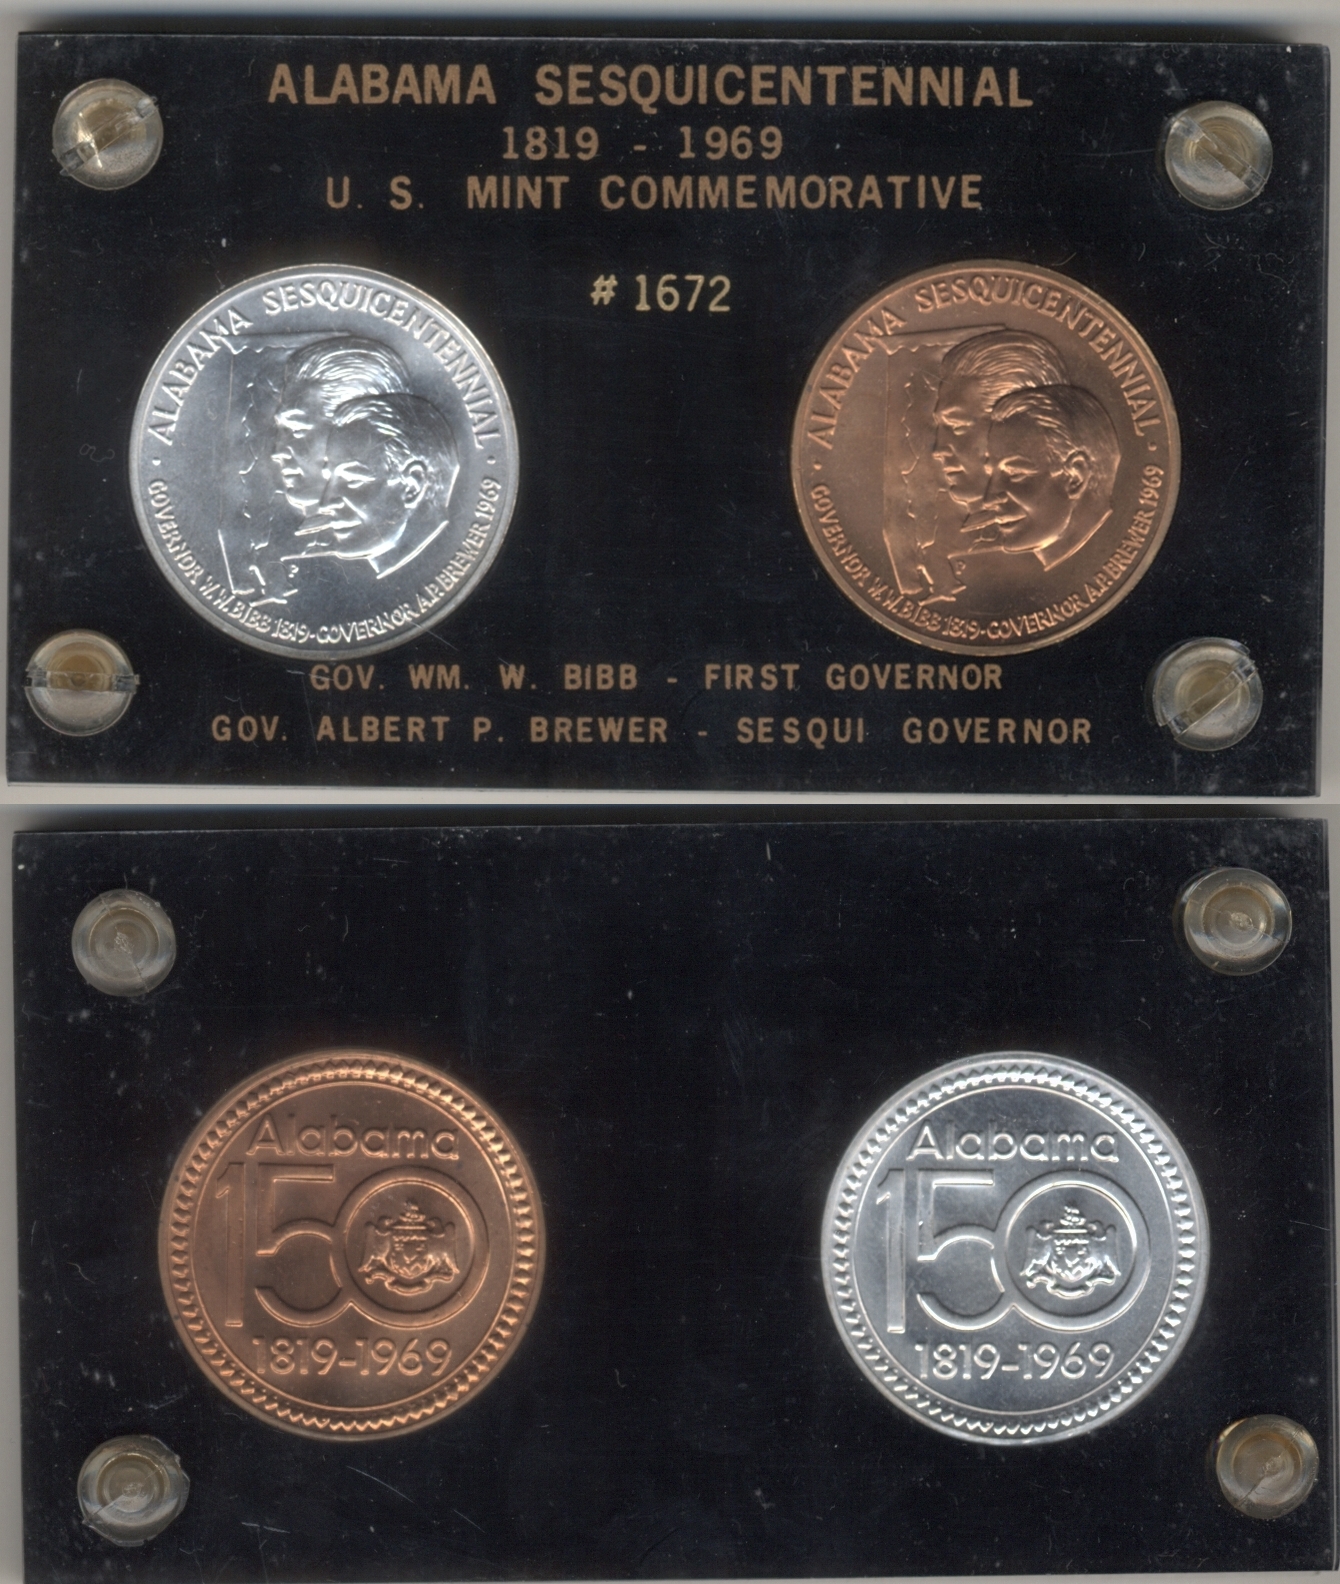 ALABAMA SESQUICENTENNIAL
1819 - 1969
U. S. MINT COMMEMORATIVE
# 1672
ALABAMA SESQUICENTENNIAL
GOVERNOR W.W. BIBB 1819-GOVERNOR A.P. BREWER 1969
ALABAMA SESQUICENTENNIAL
GOVERNOR W.W. BIBB 1819-GOVERNOR A.P. BREWER 1969
GOV. WM. W. BIBB - FIRST GOVERNOR
GOV. ALBERT P. BREWER - SESQUI GOVERNOR
Alabama
150
1819-1969
Alabama
150
1819-1969